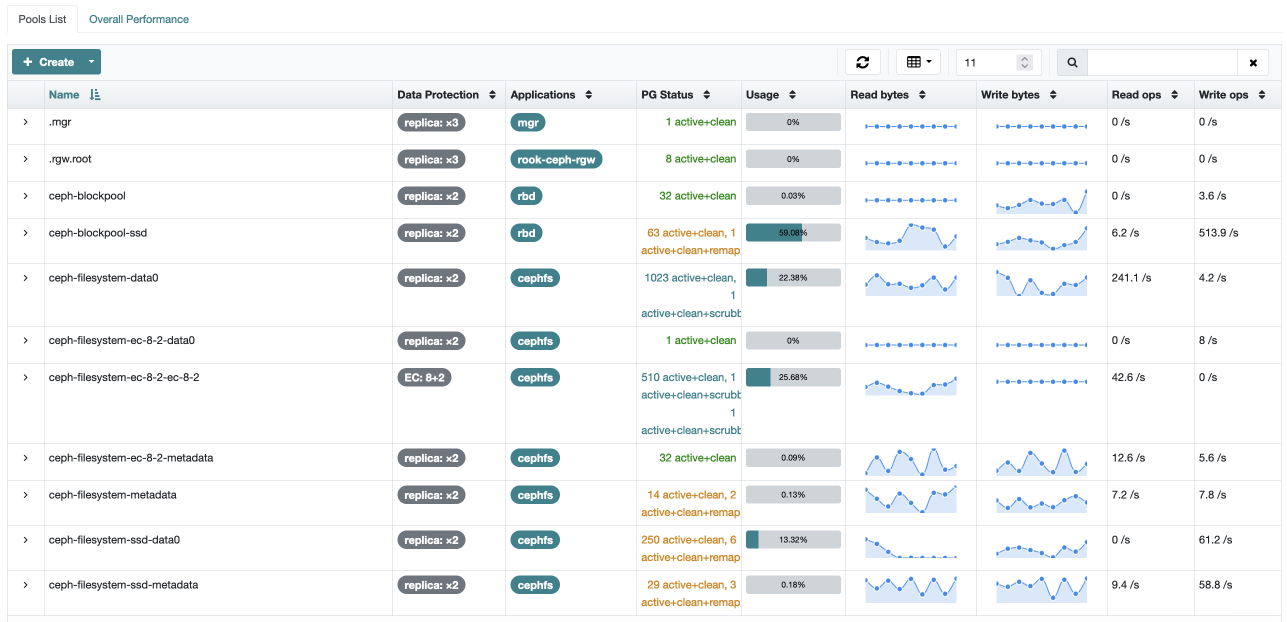 Pools List Overall Performance
Create 11
Name Data Protection Applications PG Status Usage Read bytes Write bytes Read ops Write ops
.mgr replica: ×3 mgr 1 active+clean 0% 0 /s 0 /s
.rgw.root replica: ×3 rook-ceph-rgw 8 active+clean 0% 0 /s 0 /s
ceph-blockpool replica: ×2 rbd 32 active+clean 0.03% 0 /s 3.6 /s
ceph-blockpool-ssd replica: ×2 rbd 63 active+clean, 1 59.08% 6.2 /s 513.9 /s
active+clean+remap
ceph-filesystem-data0 replica: ×2 cephfs 1023 active+clean, 22.38% 241.1 /s 4.2 /s
1
active+clean+scrubb
ceph-filesystem-ec-8-2-data0 replica: ×2 cephfs 1 active+clean 0% 0 /s 8 /s
ceph-filesystem-ec-8-2-ec-8-2 EC: 8+2 cephfs 510 active+clean, 1 25.68% 42.6 /s 0 /s
active+clean+scrubb
1
active+clean+scrubb
ceph-filesystem-ec-8-2-metadata replica: ×2 cephfs 32 active+clean 0.09% 12.6 /s 5.6 /s
ceph-filesystem-metadata replica: ×2 cephfs 14 active+clean, 2 0.13% 7.2 /s 7.8 /s
active+clean+remap
ceph-filesystem-ssd-data0 replica: ×2 cephfs 250 active+clean, 6 13.32% 0 /s 61.2 /s
active+clean+remap
ceph-filesystem-ssd-metadata replica: ×2 cephfs 29 active+clean, 3 0.18% 9.4 /s 58.8 /s
active+clean+remap